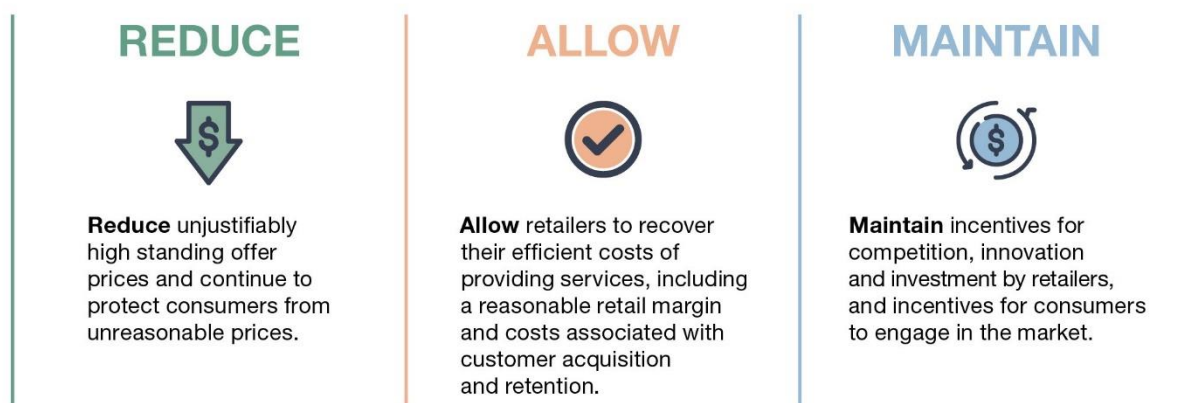 REDUCE
$
Reduce unjustifiably
high standing offer
prices and continue to
protect consumers from
unreasonable prices.
ALLOW
Allow retailers to recover
their efficient costs of
providing services, including
a reasonable retail margin
and costs associated with
customer acquisition
and retention.
MAINTAIN
$
Maintain incentives for
competition, innovation
and investment by retailers,
and incentives for consumers
to engage in the market.